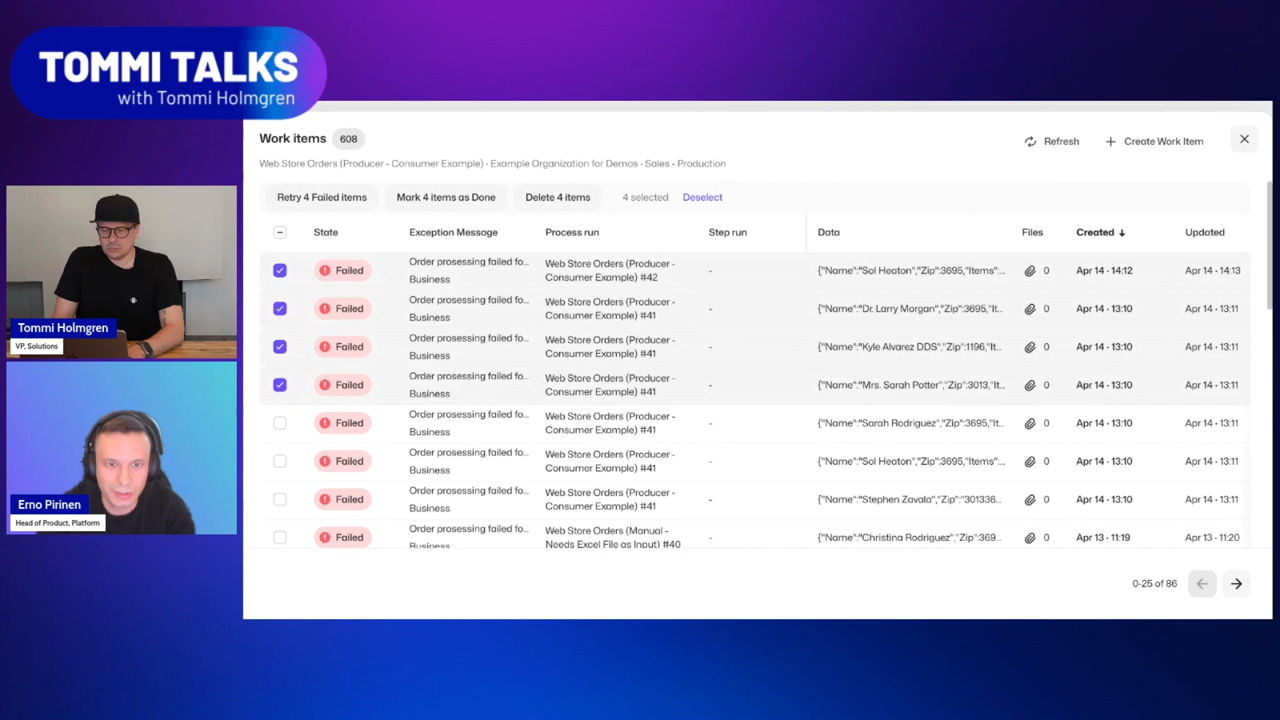 TOMMI TALKS
with Tommi Holmgren
Tommi Holmgren
VP, Solutions
Erno Pirinen
Head of Product, Platform
Work items 608
Refresh
+ Create Work Item
Web Store Orders (Producer - Consumer Example) · Example Organization for Demos · Sales - Production
Retry 4 Failed items Mark 4 items as Done Delete 4 items 4 selected Deselect
State Exception Message Process run Step run Data Files Created ↓ Updated
Failed Order prosessing failed fo... Web Store Orders (Producer - - {"Name":"Sol Heaton","Zip":3695,"Items":... 0 Apr 14 · 14:12 Apr 14 · 14:13
Business Consumer Example) #42
Failed Order prosessing failed fo... Web Store Orders (Producer - - {"Name":"Dr. Larry Morgan","Zip":3695,"It... 0 Apr 14 · 13:10 Apr 14 · 13:11
Business Consumer Example) #41
Failed Order prosessing failed fo... Web Store Orders (Producer - - {"Name":"Kyle Alvarez DDS","Zip":1196,"It... 0 Apr 14 · 13:10 Apr 14 · 13:11
Business Consumer Example) #41
Failed Order prosessing failed fo... Web Store Orders (Producer - - {"Name":"Mrs. Sarah Potter","Zip":3013,"It... 0 Apr 14 · 13:10 Apr 14 · 13:11
Business Consumer Example) #41
Failed Order prosessing failed fo... Web Store Orders (Producer - - {"Name":"Sarah Rodriguez","Zip":3695,"It... 0 Apr 14 · 13:10 Apr 14 · 13:11
Business Consumer Example) #41
Failed Order prosessing failed fo... Web Store Orders (Producer - - {"Name":"Sol Heaton","Zip":3695,"Items":... 0 Apr 14 · 13:10 Apr 14 · 13:11
Business Consumer Example) #41
Failed Order prosessing failed fo... Web Store Orders (Producer - - {"Name":"Stephen Zavala","Zip":"301336... 0 Apr 14 · 13:10 Apr 14 · 13:11
Business Consumer Example) #41
Failed Order prosessing failed fo... Web Store Orders (Manual - - {"Name":"Christina Rodriguez","Zip":369... 0 Apr 13 · 11:19 Apr 13 · 11:20
Business Needs Excel File as Input) #40
0-25 of 86